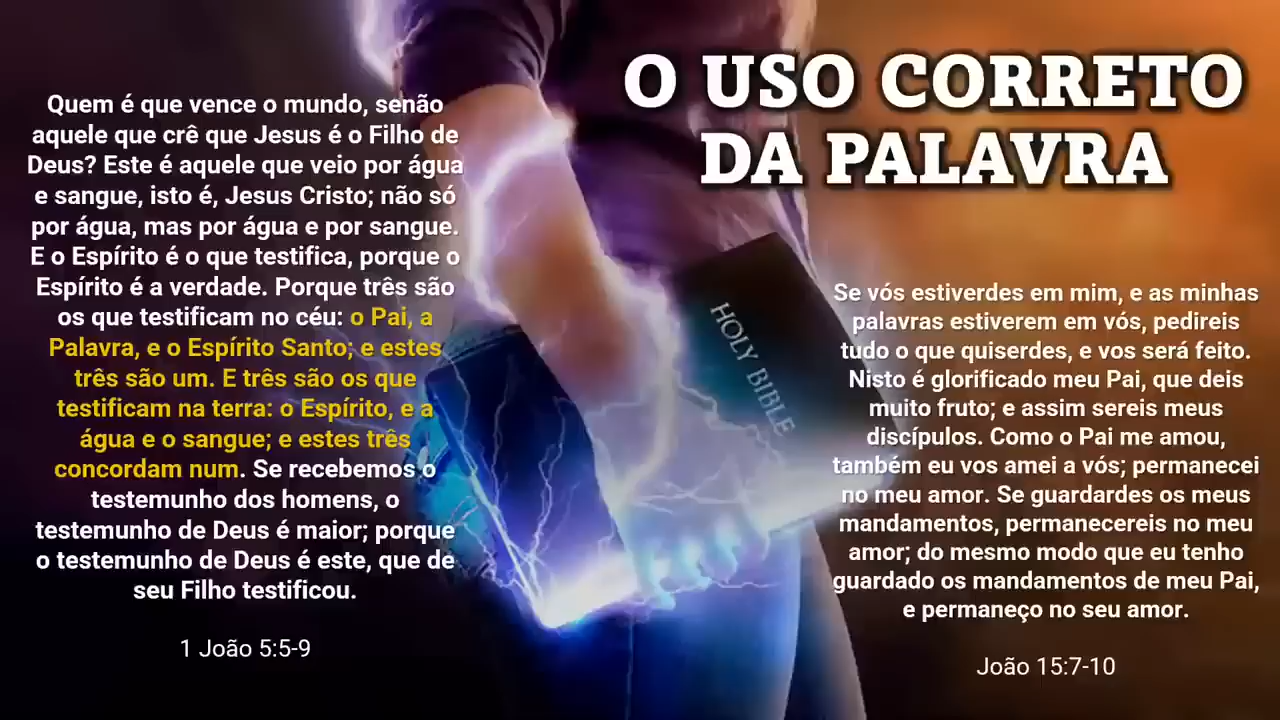 O USO CORRETO
DA PALAVRA
Quem é que vence o mundo, senão
aquele que crê que Jesus é o Filho de
Deus? Este é aquele que veio por água
e sangue, isto é, Jesus Cristo; não só
por água, mas por água e por sangue.
E o Espírito é o que testifica, porque o
Espírito é a verdade. Porque três são
os que testificam no céu: o Pai, a
Palavra, e o Espírito Santo; e estes
três são um. E três são os que
testificam na terra: o Espírito, e a
água e o sangue; e estes três
concordam num. Se recebemos o
testemunho dos homens, o
testemunho de Deus é maior; porque
o testemunho de Deus é este, que de
seu Filho testificou.
1 João 5:5-9
HOLY BIBLE
Se vós estiverdes em mim, e as minhas
palavras estiverem em vós, pedireis
tudo o que quiserdes, e vos será feito.
Nisto é glorificado meu Pai, que deis
muito fruto; e assim sereis meus
discípulos. Como o Pai me amou,
também eu vos amei a vós; permanecei
no meu amor. Se guardardes os meus
mandamentos, permanecereis no meu
amor; do mesmo modo que eu tenho
guardado os mandamentos de meu Pai,
e permaneço no seu amor.
João 15:7-10